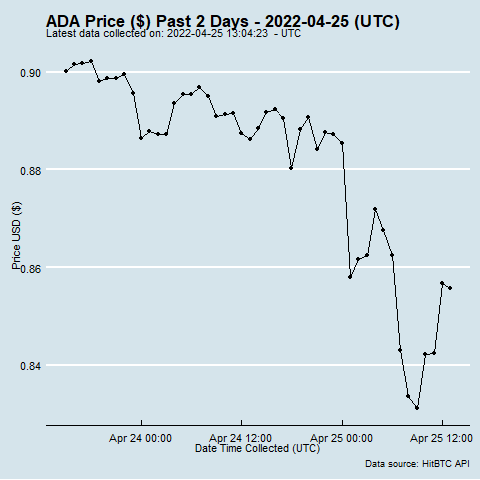 ADA Price ($) Past 2 Days - 2022-04-25 (UTC)
Latest data collected on: 2022-04-25 13:04:23 - UTC
0.90
0.88
0.86
0.84
Price USD ($)
Apr 24 00:00 Apr 24 12:00 Apr 25 00:00 Apr 25 12:00
Date Time Collected (UTC)
Data source: HitBTC API